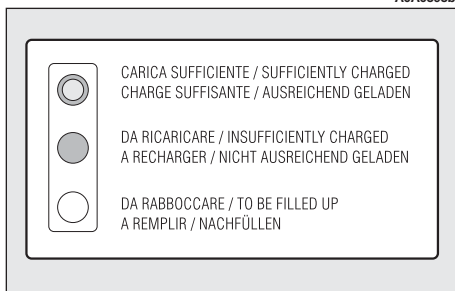 CARICA SUFFICIENTE / SUFFICIENTLY CHARGED
CHARGE SUFFISANTE / AUSREICHEND GELADEN
DA RICARICARE / INSUFFICIENTLY CHARGED
A RECHARGER / NICHT AUSREICHEND GELADEN
DA RABBOCCARE / TO BE FILLED UP
A REMPLIR / NACHFÜLLEN